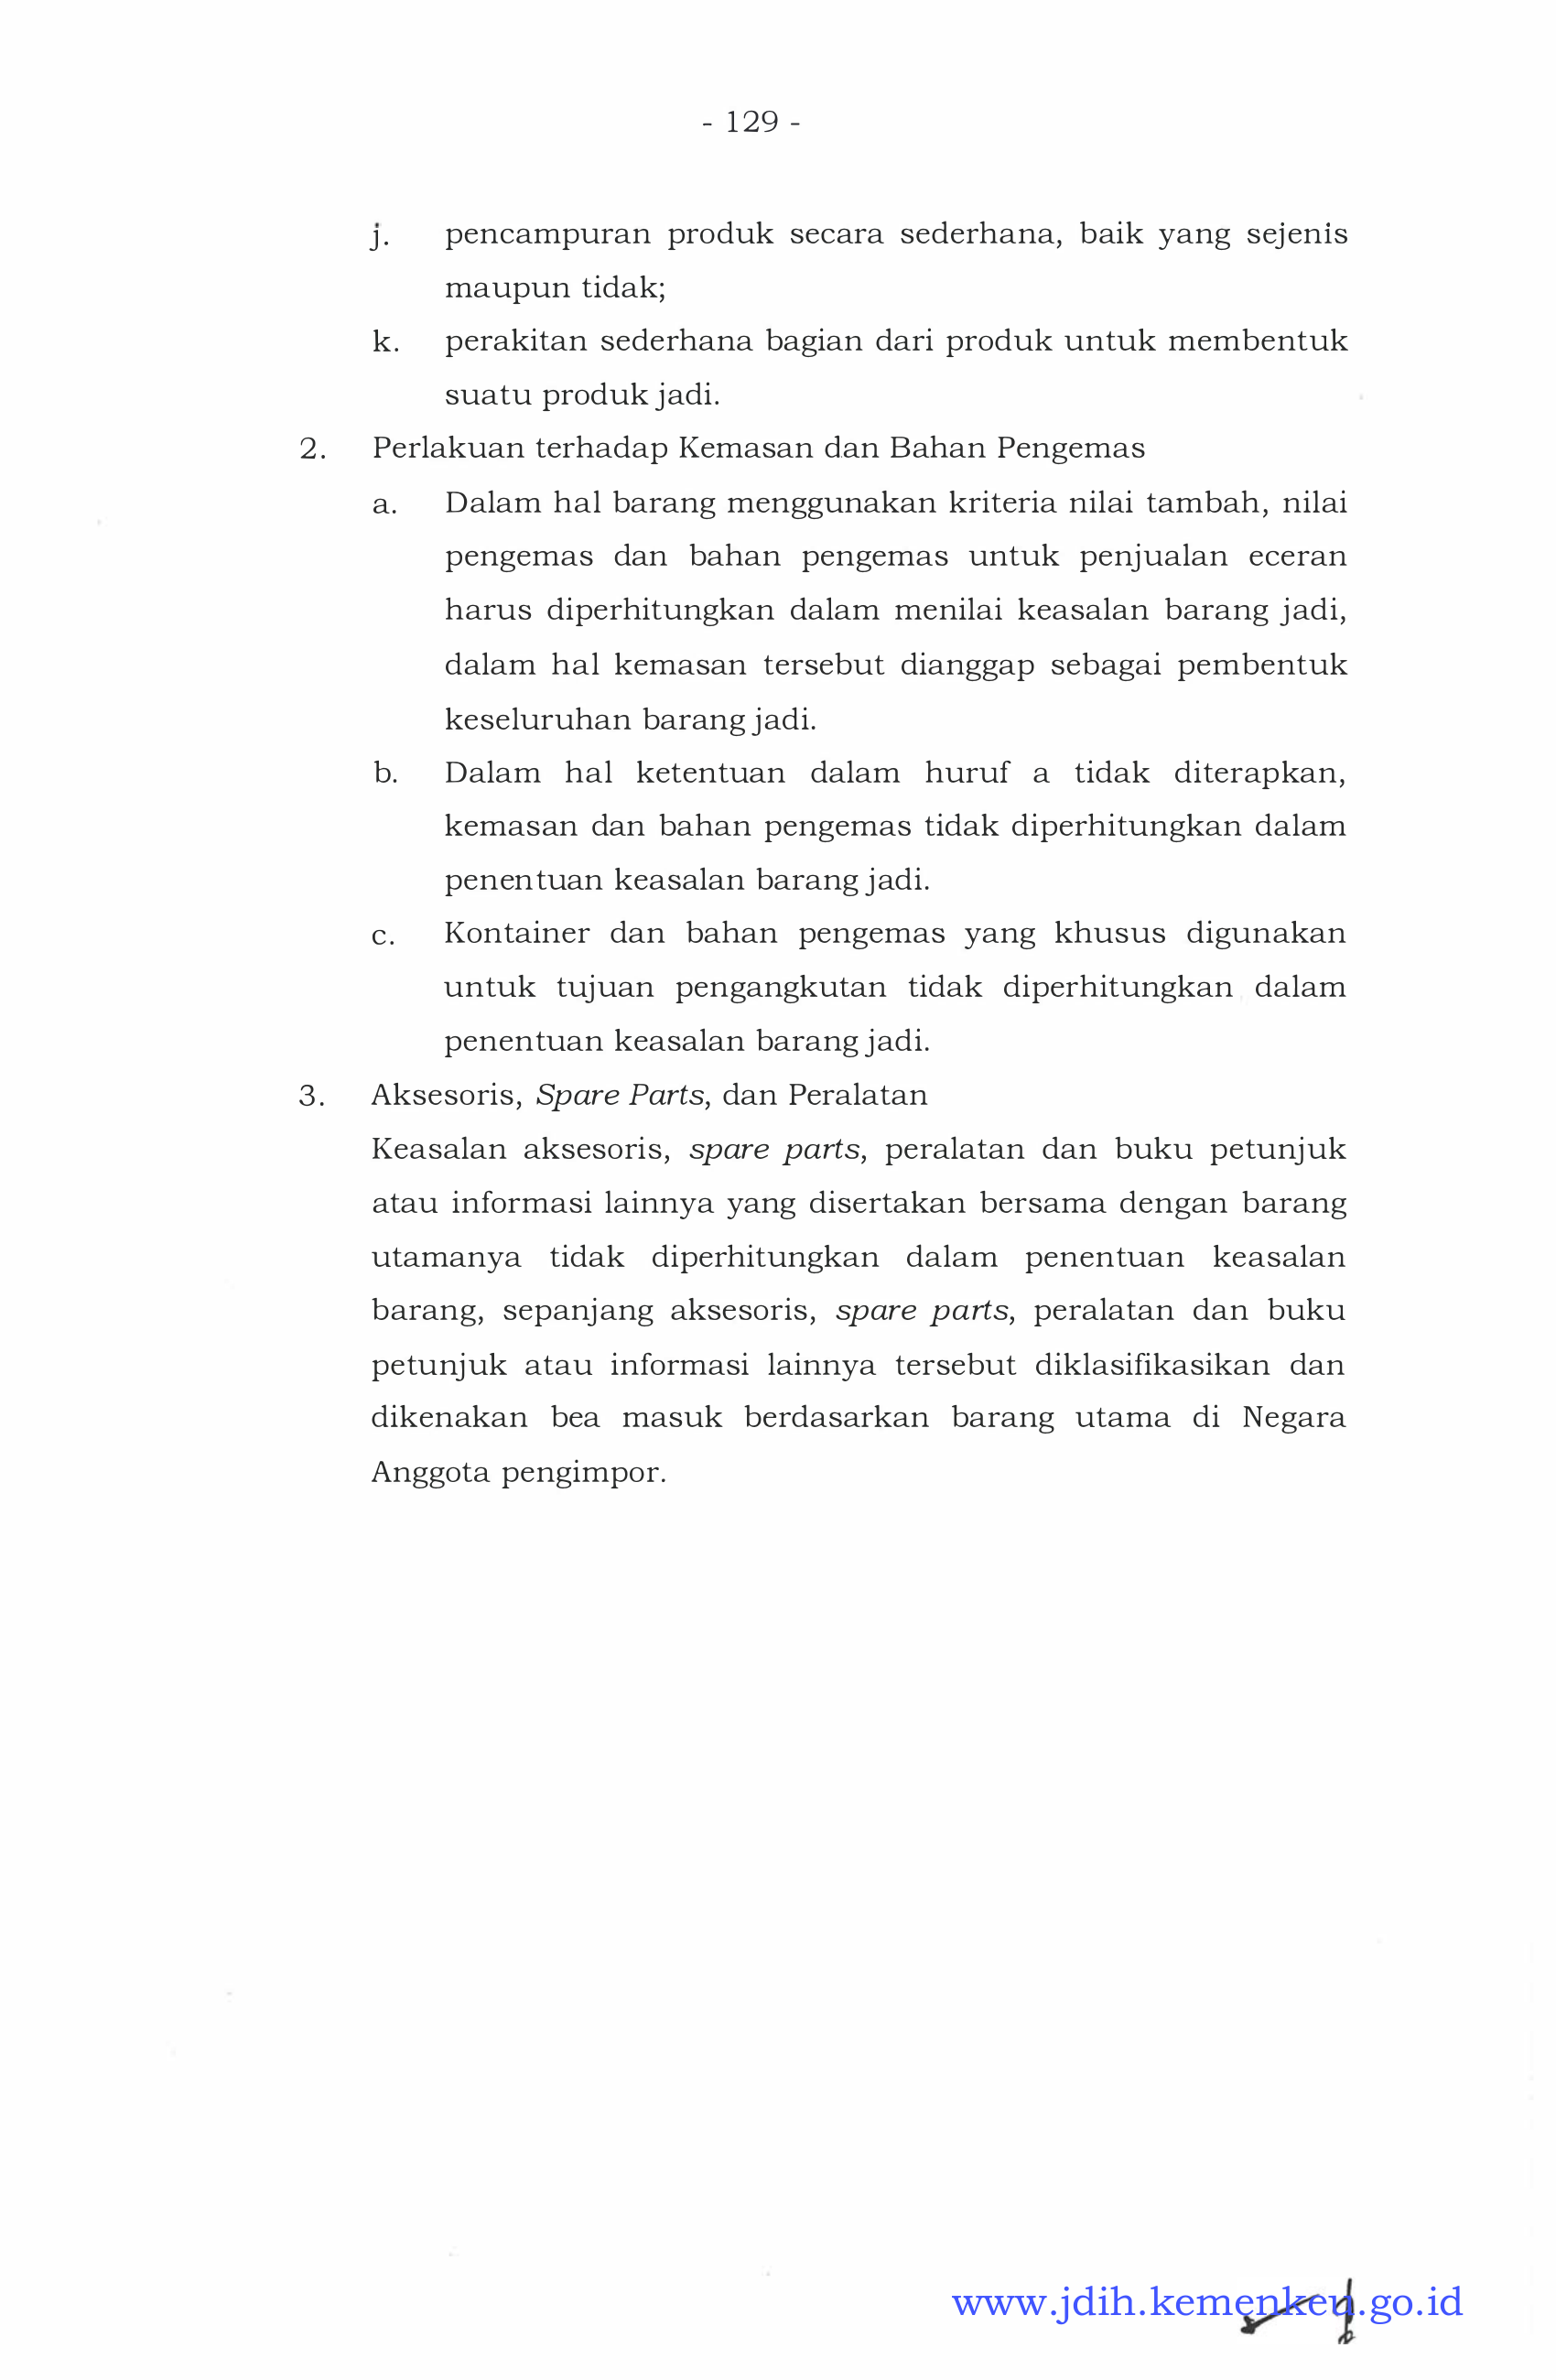 - 129 -
j. pencampuran produk secara sederhana, baik yang sejenis
maupun tidak;
k. perakitan sederhana bagian dari produk untuk membentuk
suatu produk jadi.
2. Perlakuan terhadap Kemasan dan Bahan Pengemas
a. Dalam hal barang menggunakan kriteria nilai tambah, nilai
pengemas dan bahan pengemas untuk penjualan eceran
harus diperhitungkan dalam menilai keasalan barang jadi,
dalam hal kemasan tersebut dianggap sebagai pembentuk
keseluruhan barang jadi.
b. Dalam hal ketentuan dalam huruf a tidak diterapkan,
kemasan dan bahan pengemas tidak diperhitungkan dalam
penentuan keasalan barang jadi.
c. Kontainer dan bahan pengemas yang khusus digunakan
untuk tujuan pengangkutan tidak diperhitungkan dalam
penentuan keasalan barang jadi.
3. Aksesoris, Spare Parts, dan Peralatan
Keasalan aksesoris, spare parts, peralatan dan buku petunjuk
atau informasi lainnya yang disertakan bersama dengan barang
utamanya tidak diperhitungkan dalam penentuan keasalan
barang, sepanjang aksesoris, spare parts, peralatan dan buku
petunjuk atau informasi lainnya tersebut diklasifikasikan dan
dikenakan bea masuk berdasarkan barang utama di Negara
Anggota pengimpor.
www.jdih.kemenkeu.go.id